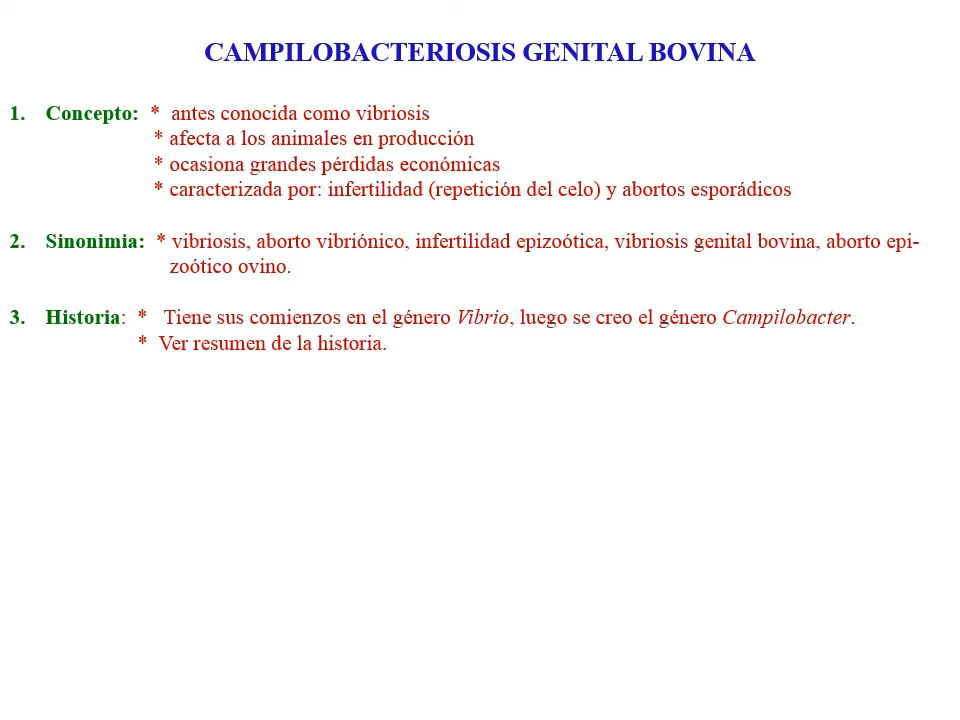 CAMPILOBACTERIOSIS GENITAL BOVINA
1. Concepto: * antes conocida como vibriosis
* afecta a los animales en producción
* ocasiona grandes pérdidas económicas
* caracterizada por: infertilidad (repetición del celo) y abortos esporádicos
2. Sinonimia: * vibriosis, aborto vibriónico, infertilidad epizoótica, vibriosis genital bovina, aborto epi-
zoótico ovino.
3. Historia: * Tiene sus comienzos en el género Vibrio, luego se creo el género Campilobacter.
* Ver resumen de la historia.